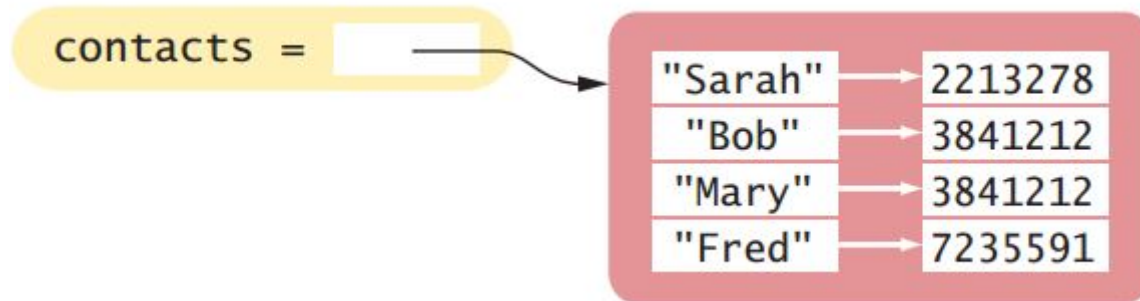 contacts =
"Sarah" 2213278
"Bob" 3841212
"Mary" 3841212
"Fred" 7235591